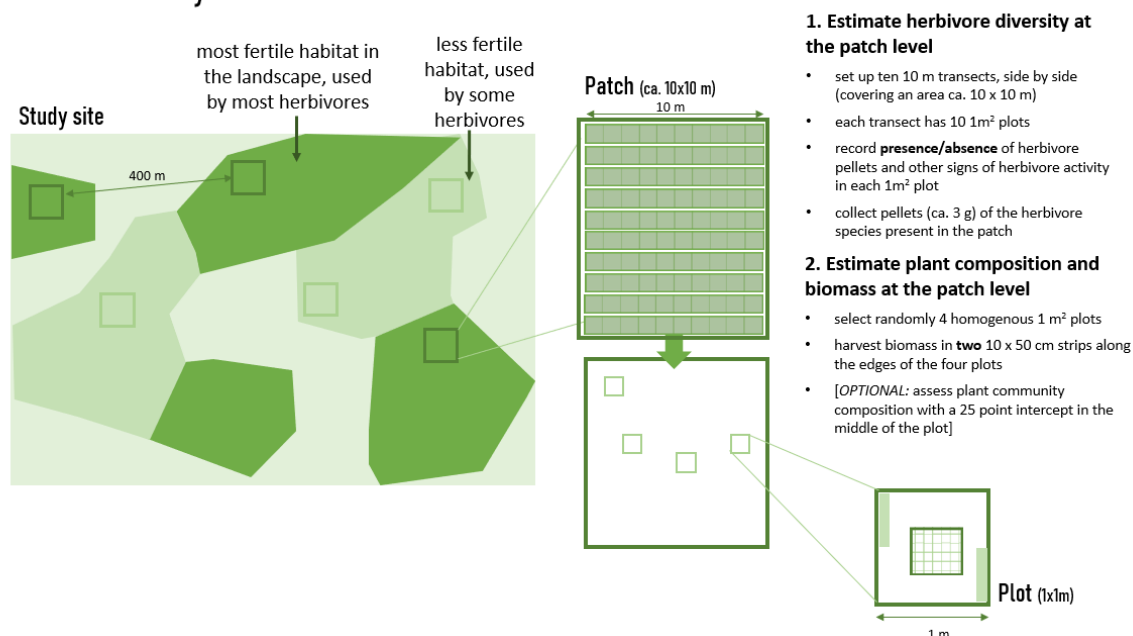 most fertile habitat in
the landscape, used
by most herbivores
less fertile
habitat, used
by some
herbivores
Study site
400 m
Patch (ca. 10x10 m)
10 m
1. Estimate herbivore diversity at
the patch level
• set up ten 10 m transects, side by side
(covering an area ca. 10 x 10 m)
• each transect has 10 1m² plots
• record presence/absence of herbivore
pellets and other signs of herbivore activity
in each 1m² plot
• collect pellets (ca. 3 g) of the herbivore
species present in the patch
2. Estimate plant composition and
biomass at the patch level
• select randomly 4 homogenous 1 m² plots
• harvest biomass in two 10 x 50 cm strips along
the edges of the four plots
• [OPTIONAL: assess plant community
composition with a 25 point intercept in the
middle of the plot]
Plot (1x1m)
1 m